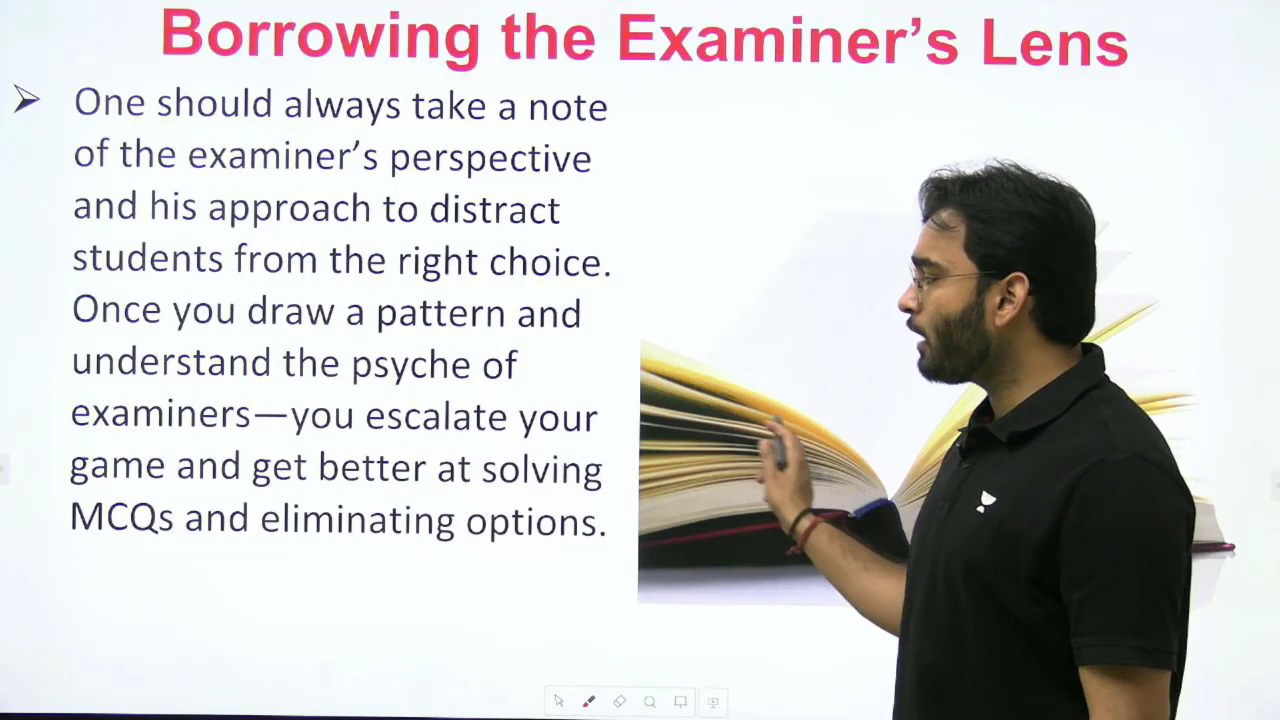 Borrowing the Examiner’s Lens
➢ One should always take a note
of the examiner’s perspective
and his approach to distract
students from the right choice.
Once you draw a pattern and
understand the psyche of
examiners—you escalate your
game and get better at solving
MCQs and eliminating options.